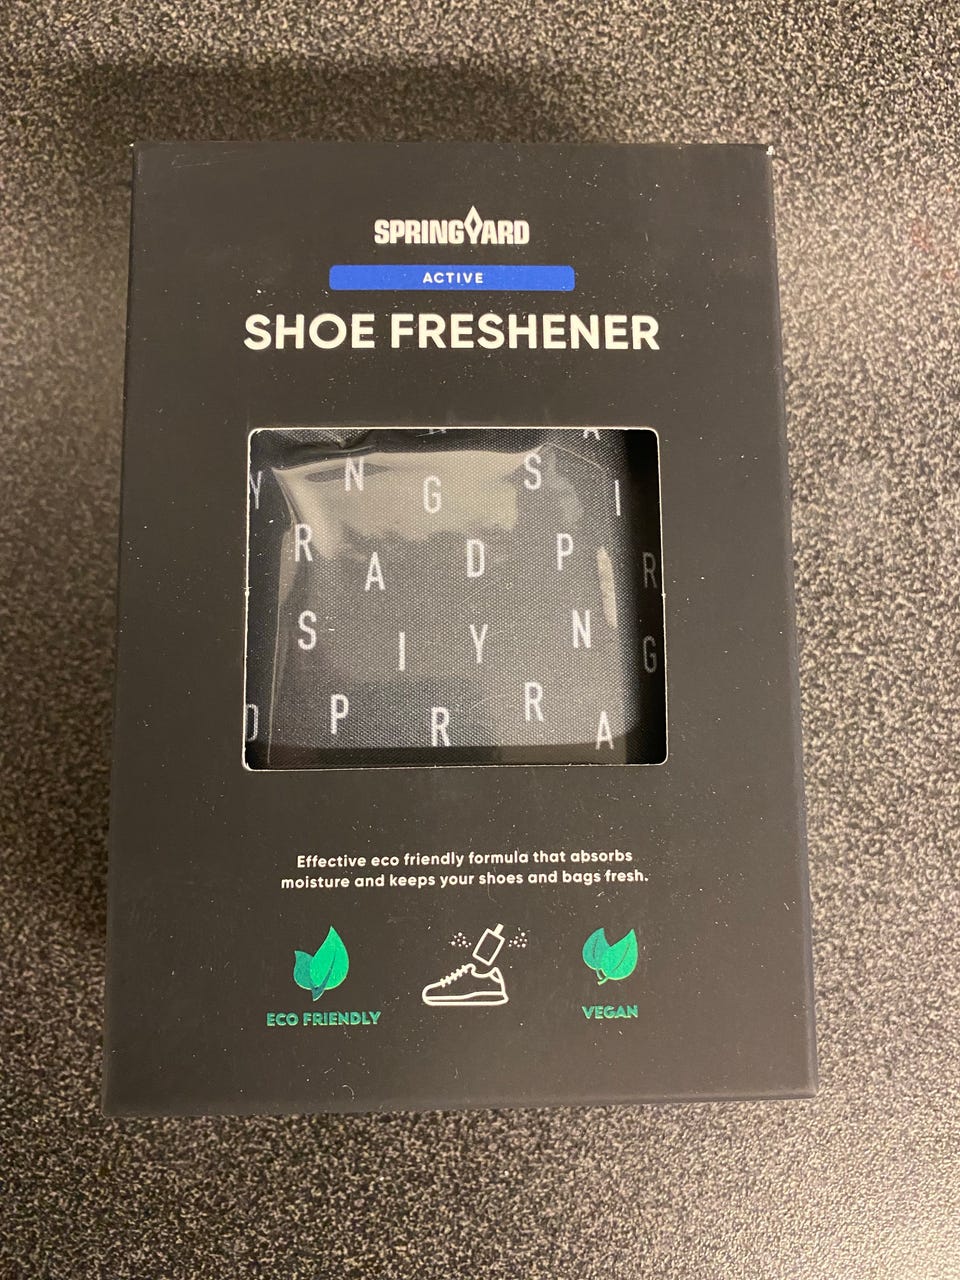 SPRINGYARD
ACTIVE
SHOE FRESHENER
Y N G S I
R A D P R
S I Y N G
D P R R A
Effective eco friendly formula that absorbs
moisture and keeps your shoes and bags fresh.
ECO FRIENDLY
VEGAN